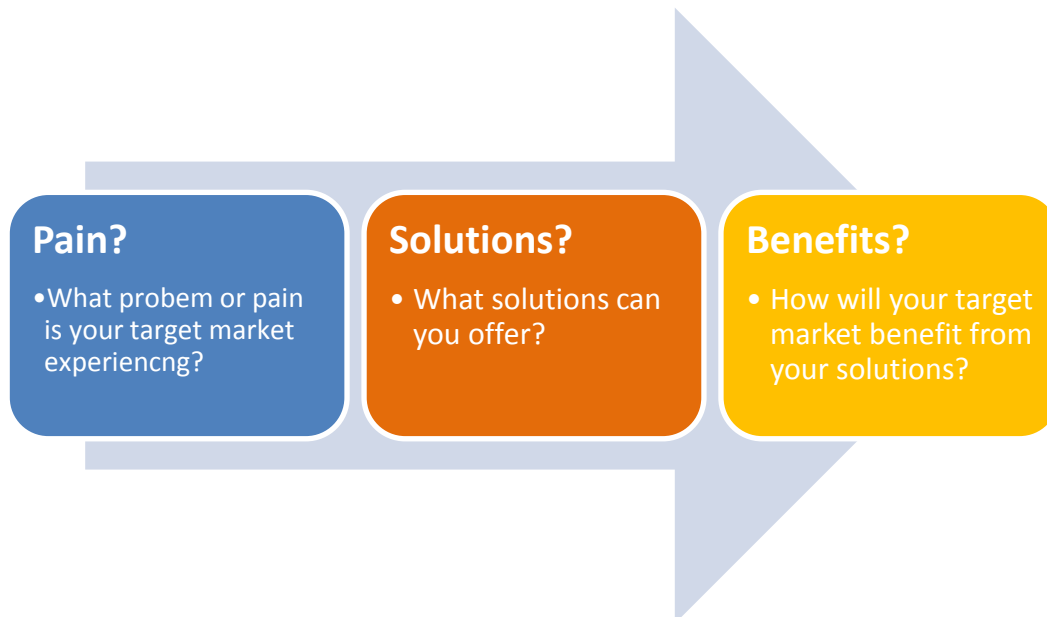 Pain?
•What probem or pain
is your target market
experiencng?
Solutions?
• What solutions can
you offer?
Benefits?
• How will your target
market benefit from
your solutions?